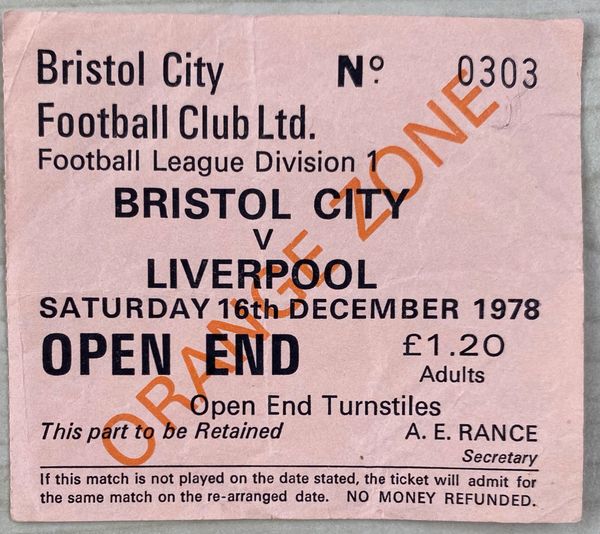 Bristol City Nº 0303
Football Club Ltd.
Football League Division 1
BRISTOL CITY
V
LIVERPOOL
SATURDAY 16th DECEMBER 1978
OPEN END £1.20
Adults
Open End Turnstiles
This part to be Retained A. E. RANCE
Secretary
If this match is not played on the date stated, the ticket will admit for
the same match on the re-arranged date. NO MONEY REFUNDED.
ORANGE ZONE